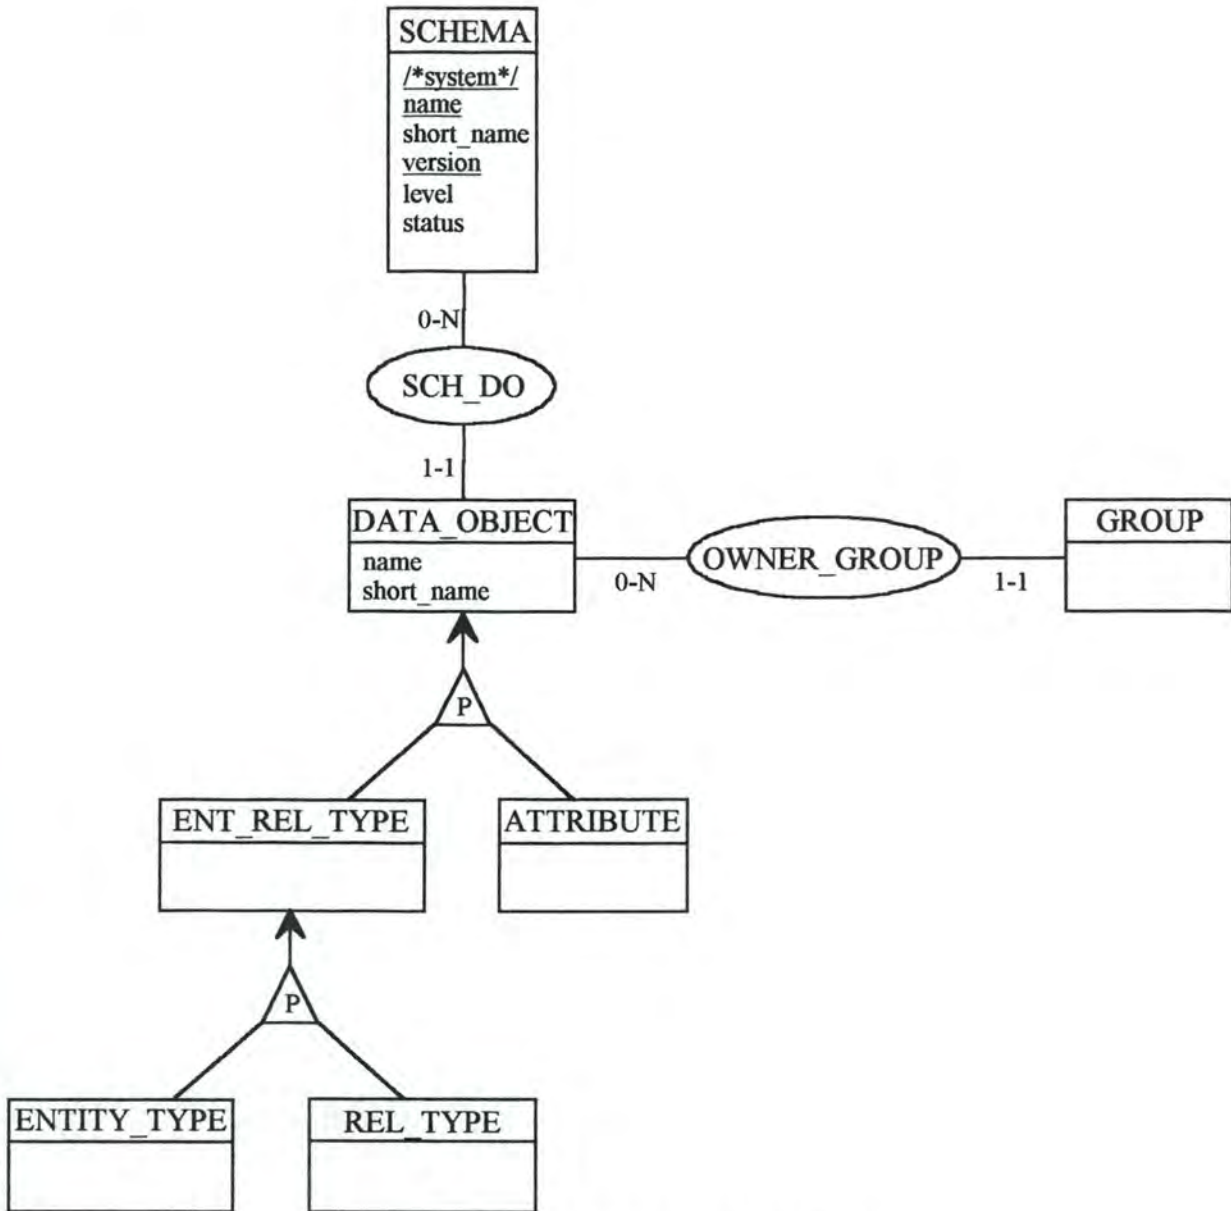 SCHEMA
/*system*/
name
short_name
version
level
status
0-N
SCH_DO
1-1
DATA_OBJECT
name
short_name
0-N
OWNER_GROUP
1-1
GROUP
P
ENT_REL_TYPE
ATTRIBUTE
P
ENTITY_TYPE
REL_TYPE